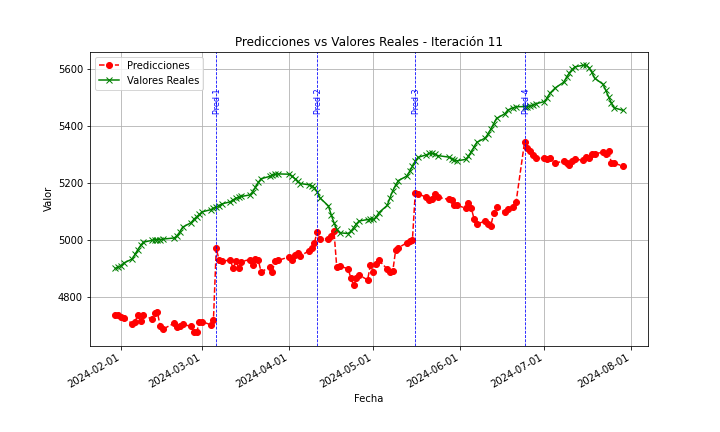 Predicciones vs Valores Reales - Iteración 11
Predicciones
Valores Reales
Pred 1
Pred 2
Pred 3
Pred 4
5600
5400
5200
5000
4800
Valor
2024-02-01
2024-03-01
2024-04-01
2024-05-01
2024-06-01
2024-07-01
2024-08-01
Fecha